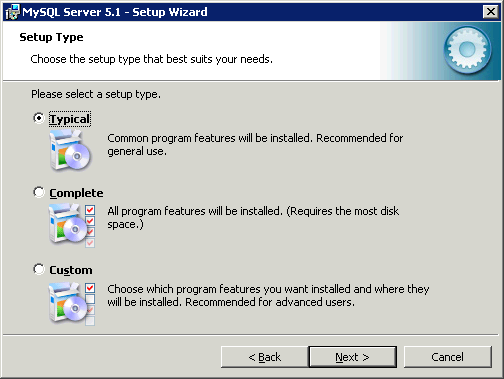 MySQL Server 5.1 - Setup Wizard
Setup Type
Choose the setup type that best suits your needs.
Please select a setup type.
Typical
Common program features will be installed. Recommended for
general use.
Complete
All program features will be installed. (Requires the most disk
space.)
Custom
Choose which program features you want installed and where they
will be installed. Recommended for advanced users.
< Back
Next >
Cancel